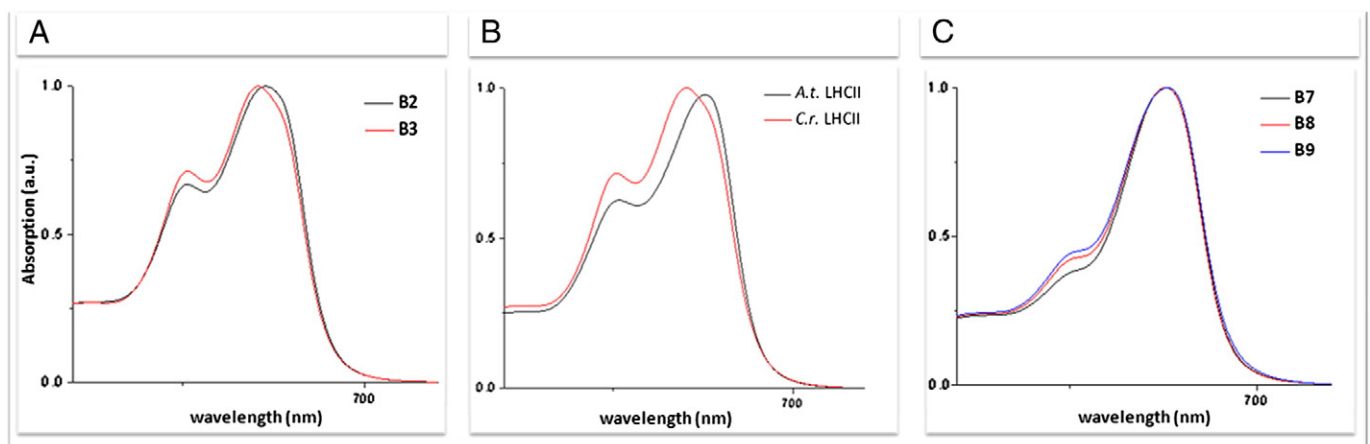 A
B
C
1.0
0.5
0.0
Absorption (a.u.)
B2
B3
700
wavelength (nm)
1.0
0.5
0.0
A.t. LHCII
C.r. LHCII
700
wavelength (nm)
1.0
0.5
0.0
B7
B8
B9
700
wavelength (nm)